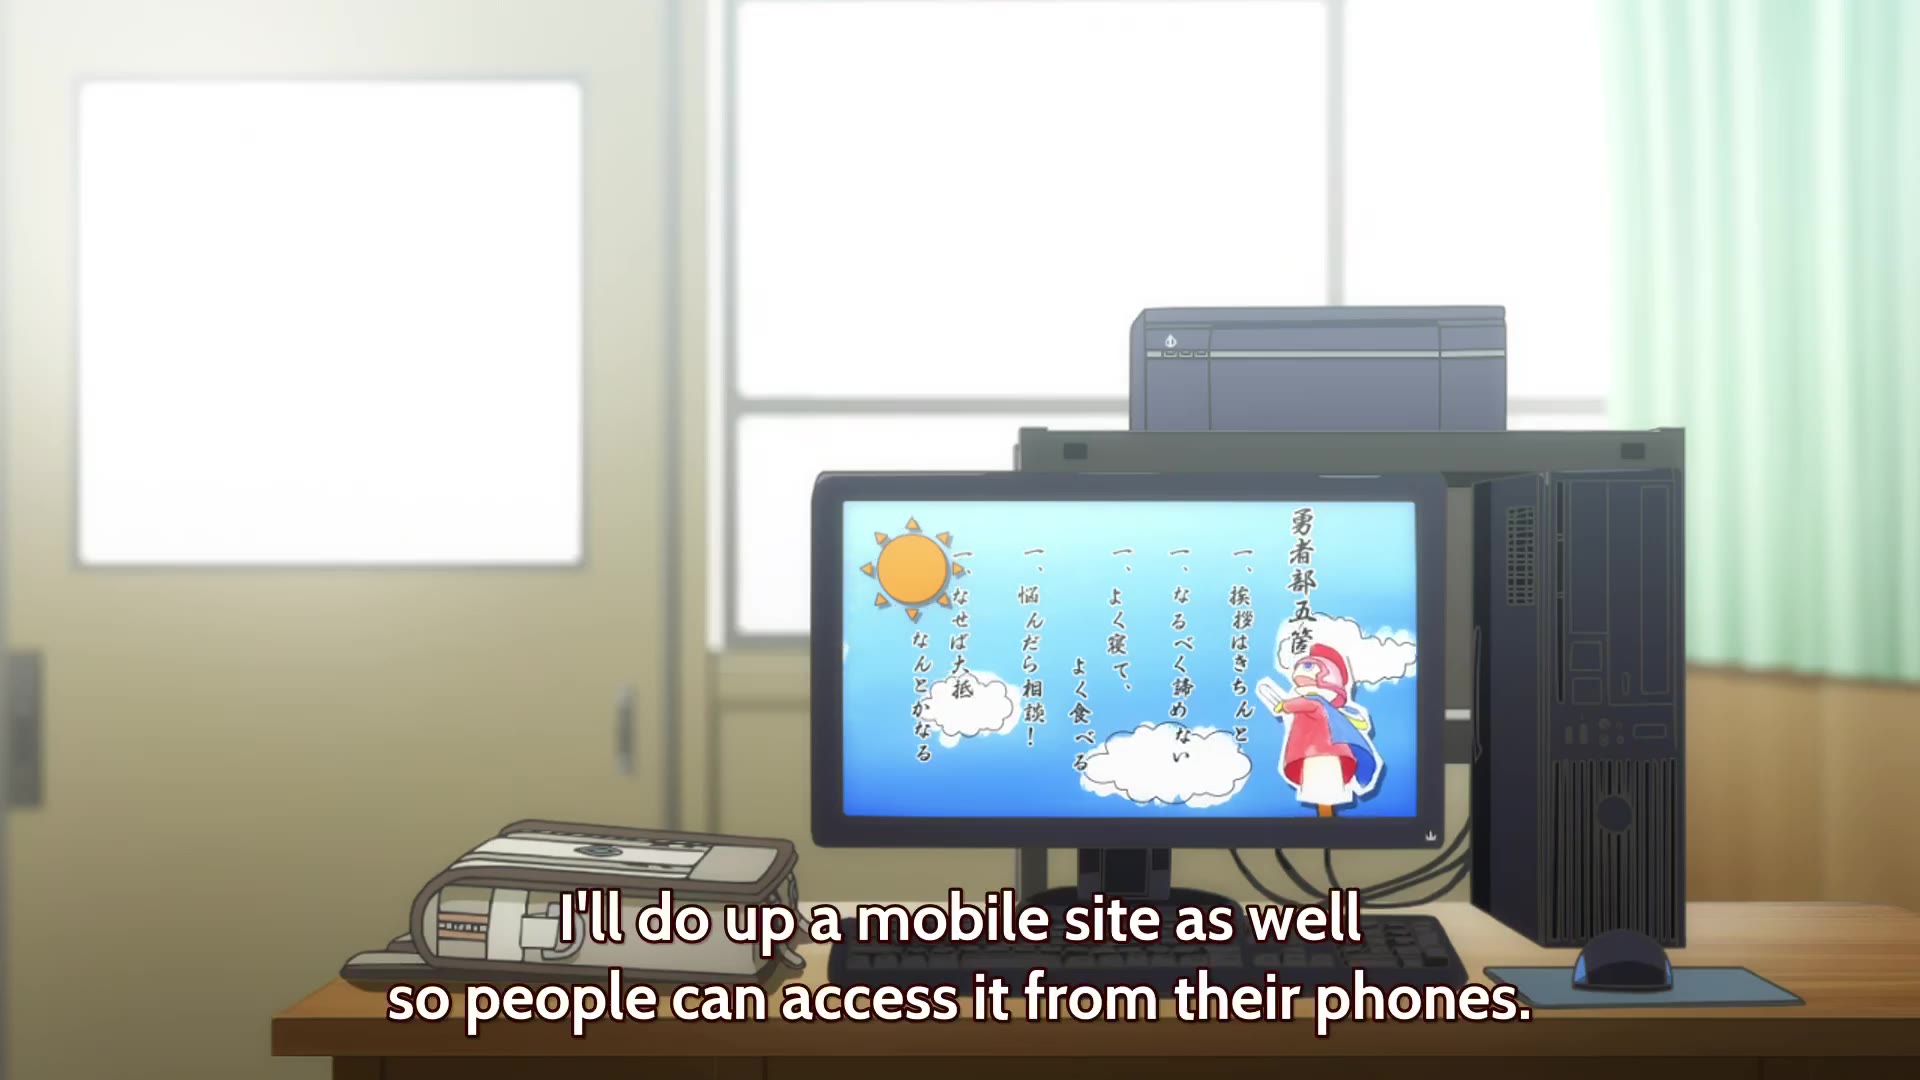 勇者部五箇
一、挨拶はきちんと
一、なるべく諦めない
一、よく寝て、
よく食べる
一、悩んだら相談！
一、なせば大抵
なんとかなる
I'll do up a mobile site as well
so people can access it from their phones.